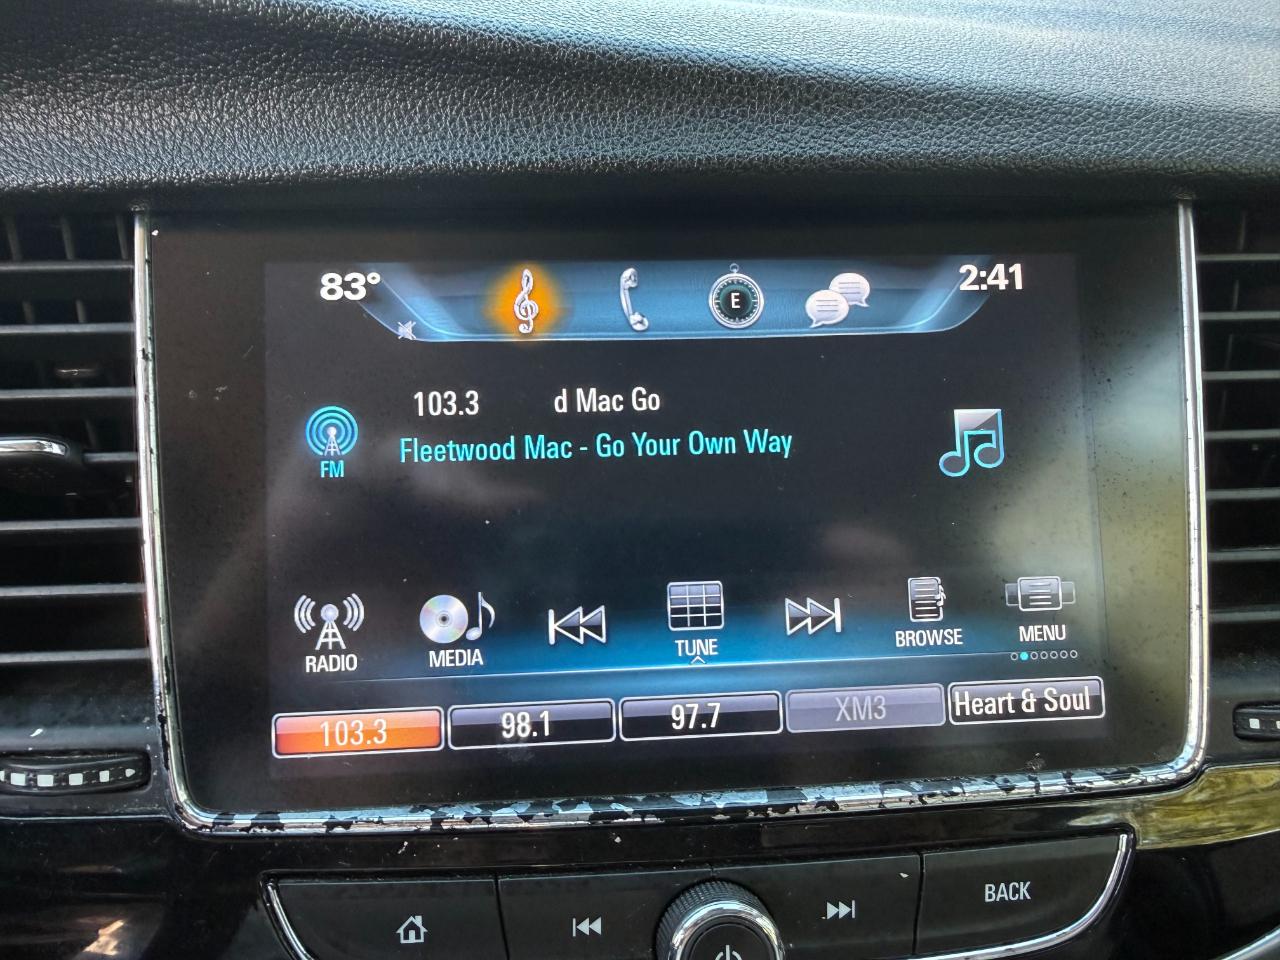 83° 2:41
E
103.3 d Mac Go
FM
Fleetwood Mac - Go Your Own Way
RADIO MEDIA TUNE BROWSE MENU
103.3 98.1 97.7 XM3 Heart & Soul
BACK